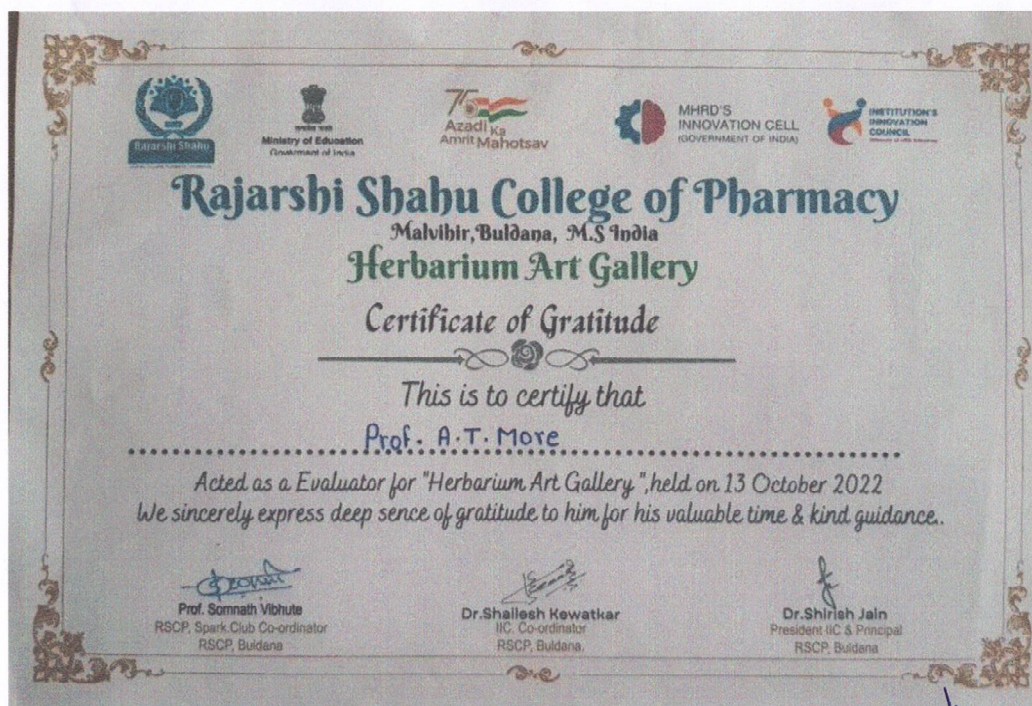 Rajarshi Shahu
Ministry of Education
Government of India
75
Azadi Ka
Amrit Mahotsav
MHRD'S
INNOVATION CELL
(GOVERNMENT OF INDIA)
INSTITUTION'S
INNOVATION
COUNCIL
Rajarshi Shahu College of Pharmacy
Malvihir,Buldana, M.S India
Herbarium Art Gallery
Certificate of Gratitude
This is to certify that
Prof. A.T. More
Acted as a Evaluator for "Herbarium Art Gallery ",held on 13 October 2022
We sincerely express deep sence of gratitude to him for his valuable time & kind guidance..
Prof. Somnath Vibhute
RSCP, Spark Club Co-ordinator
RSCP, Buldana
Dr.Shailesh Kewatkar
IIC, Co-ordinator
RSCP, Buldana.
Dr.Shirish Jain
President IIC & Principal
RSCP, Buldana